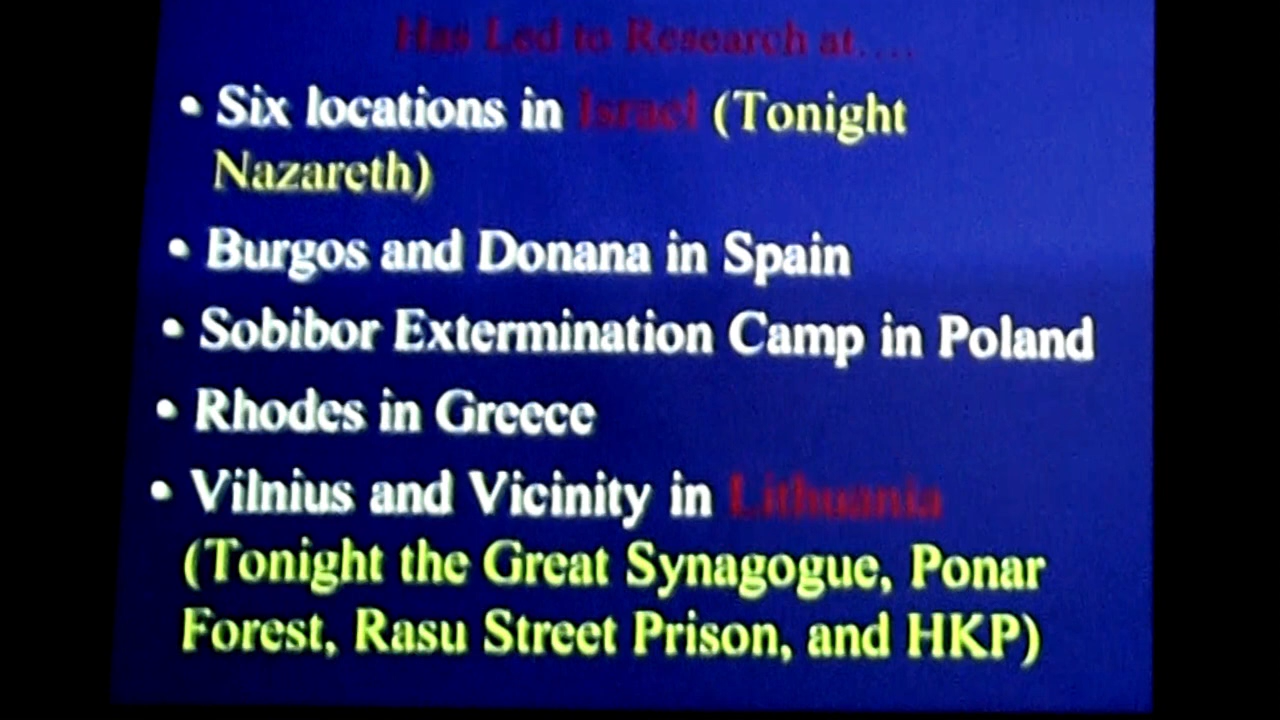 Has Led to Research at....
• Six locations in Israel (Tonight
Nazareth)
• Burgos and Donana in Spain
• Sobibor Extermination Camp in Poland
• Rhodes in Greece
• Vilnius and Vicinity in Lithuania
(Tonight the Great Synagogue, Ponar
Forest, Rasu Street Prison, and HKP)